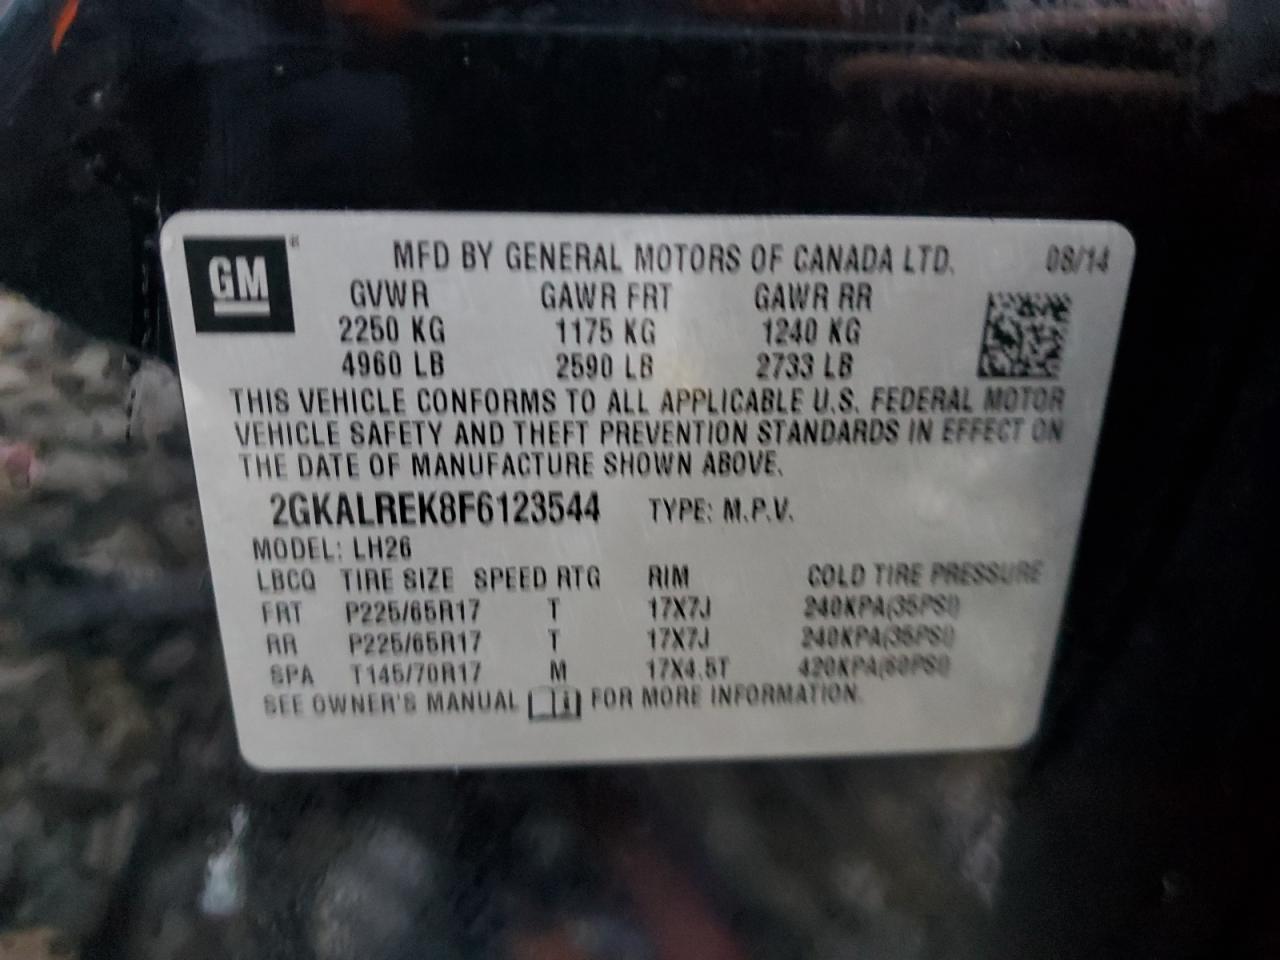 GM®
MFD BY GENERAL MOTORS OF CANADA LTD. 08/14
GVWR GAWR FRT GAWR RR
2250 KG 1175 KG 1240 KG
4960 LB 2590 LB 2733 LB
THIS VEHICLE CONFORMS TO ALL APPLICABLE U.S. FEDERAL MOTOR
VEHICLE SAFETY AND THEFT PREVENTION STANDARDS IN EFFECT ON
THE DATE OF MANUFACTURE SHOWN ABOVE.
2GKALREK8F6123544 TYPE: M.P.V.
MODEL: LH26
LBCQ TIRE SIZE SPEED RTG RIM COLD TIRE PRESSURE
FRT P225/65R17 T 17X7J 240KPA(35PSI)
RR P225/65R17 T 17X7J 240KPA(35PSI)
SPA T145/70R17 M 17X4.5T 420KPA(60PSI)
SEE OWNER'S MANUAL FOR MORE INFORMATION.